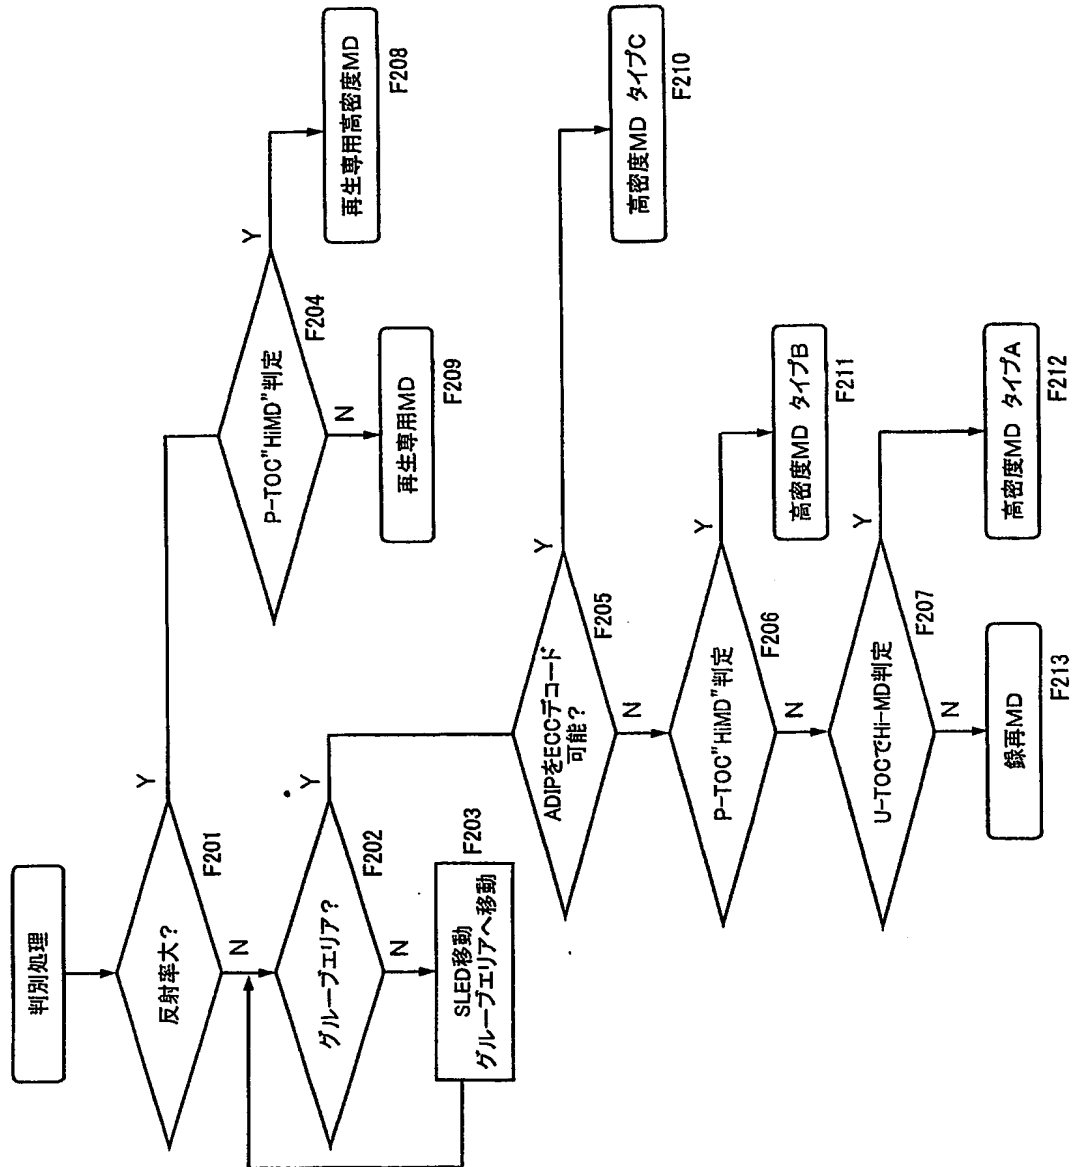 判別処理
反射率大?
F201
Y
N
グルーブエリア?
F202
Y
N
SLED移動
グルーブエリアへ移動
F203
P-TOC"HiMD"判定
F204
Y
N
再生専用高密度MD
F208
再生専用MD
F209
ADIPをECCデコード
可能?
F205
Y
N
高密度MD タイプC
F210
P-TOC"HiMD"判定
F206
Y
N
高密度MD タイプB
F211
U-TOCでHi-MD判定
F207
Y
N
高密度MD タイプA
F212
録再MD
F213